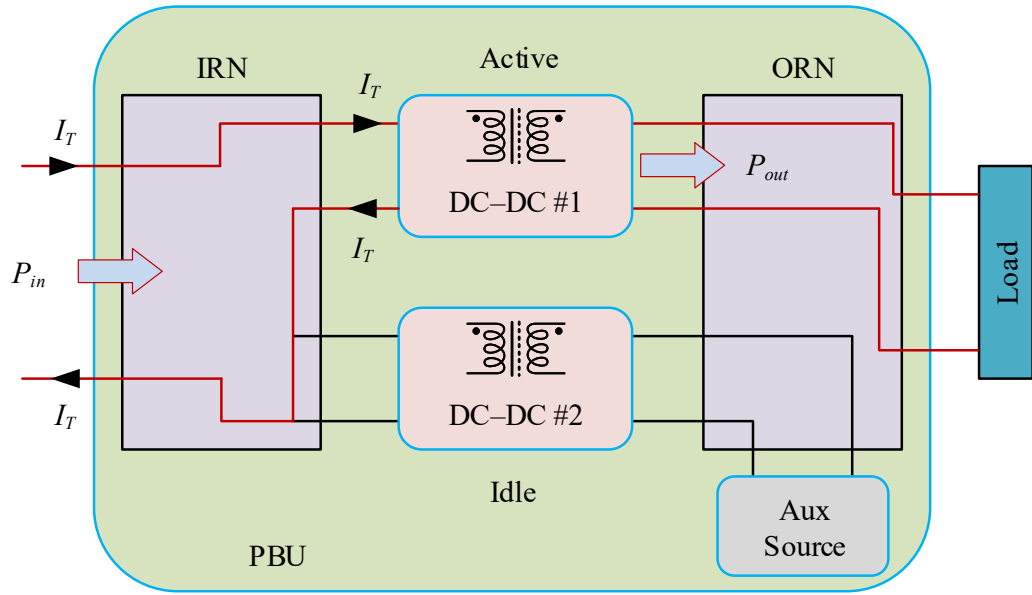 IRN
Active
ORN
I_T
I_T
P_out
DC–DC #1
I_T
P_in
Load
DC–DC #2
I_T
Idle
Aux
Source
PBU